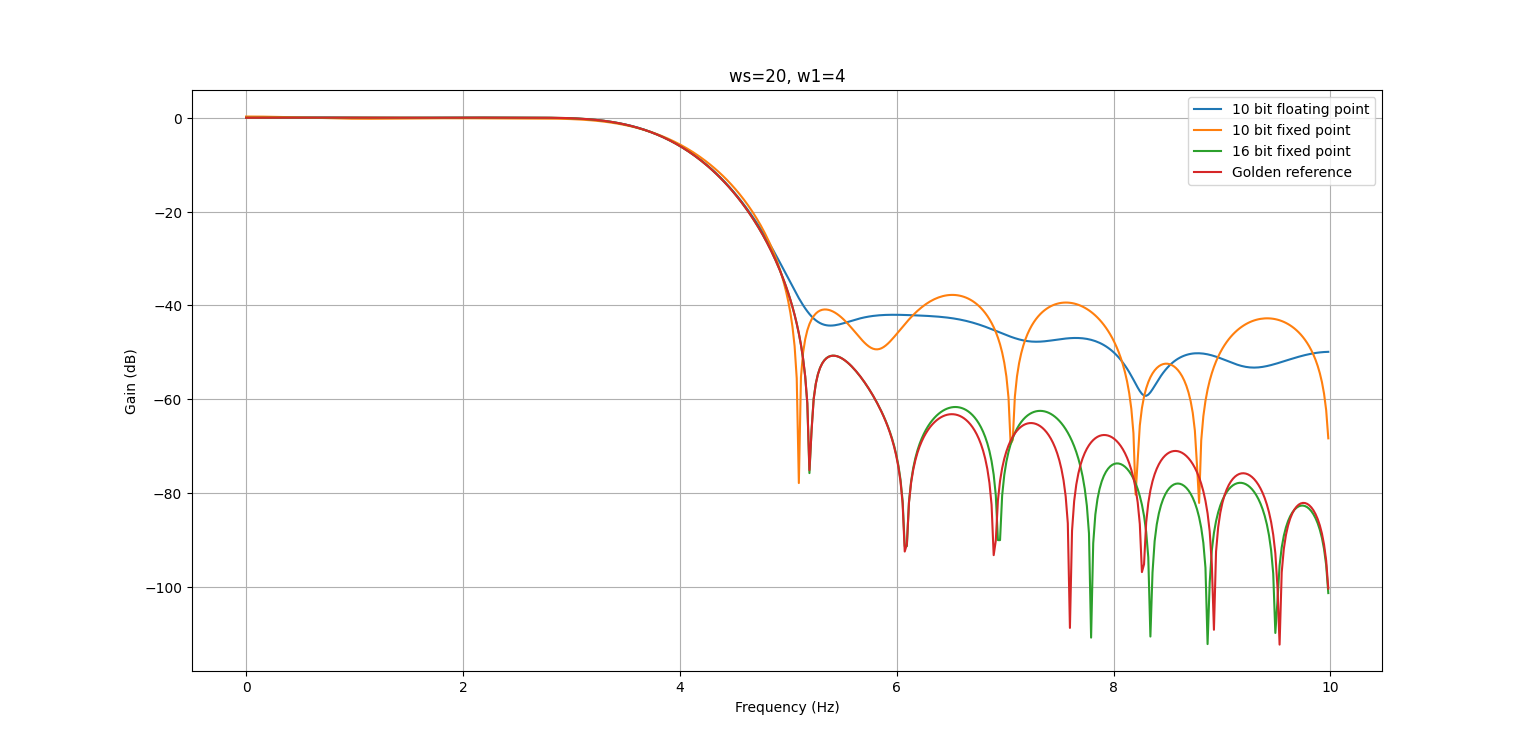 ws=20, w1=4
10 bit floating point
10 bit fixed point
16 bit fixed point
Golden reference
0
−20
−40
−60
−80
−100
Gain (dB)
0 2 4 6 8 10
Frequency (Hz)